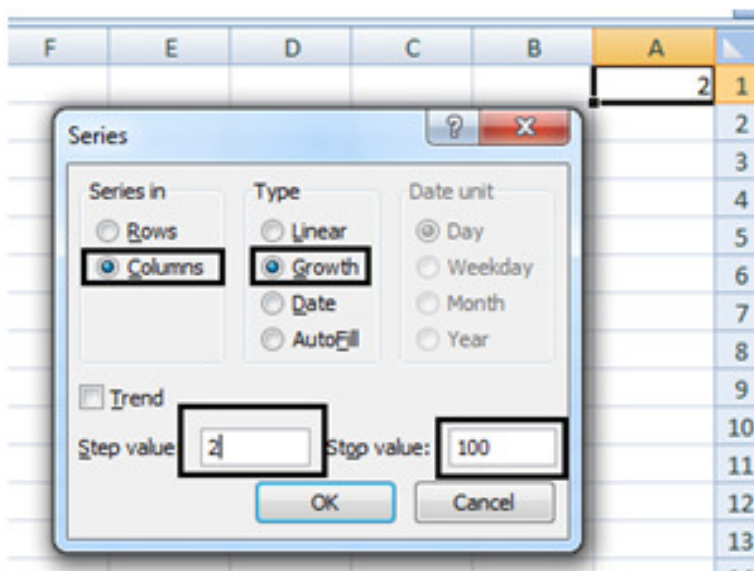 F E D C B A
2 1
2
3
4
5
6
7
8
9
10
11
12
13
Series
Series in
Rows
Columns
Type
Linear
Growth
Date
AutoFill
Date unit
Day
Weekday
Month
Year
Trend
Step value 2
Stop value: 100
OK Cancel